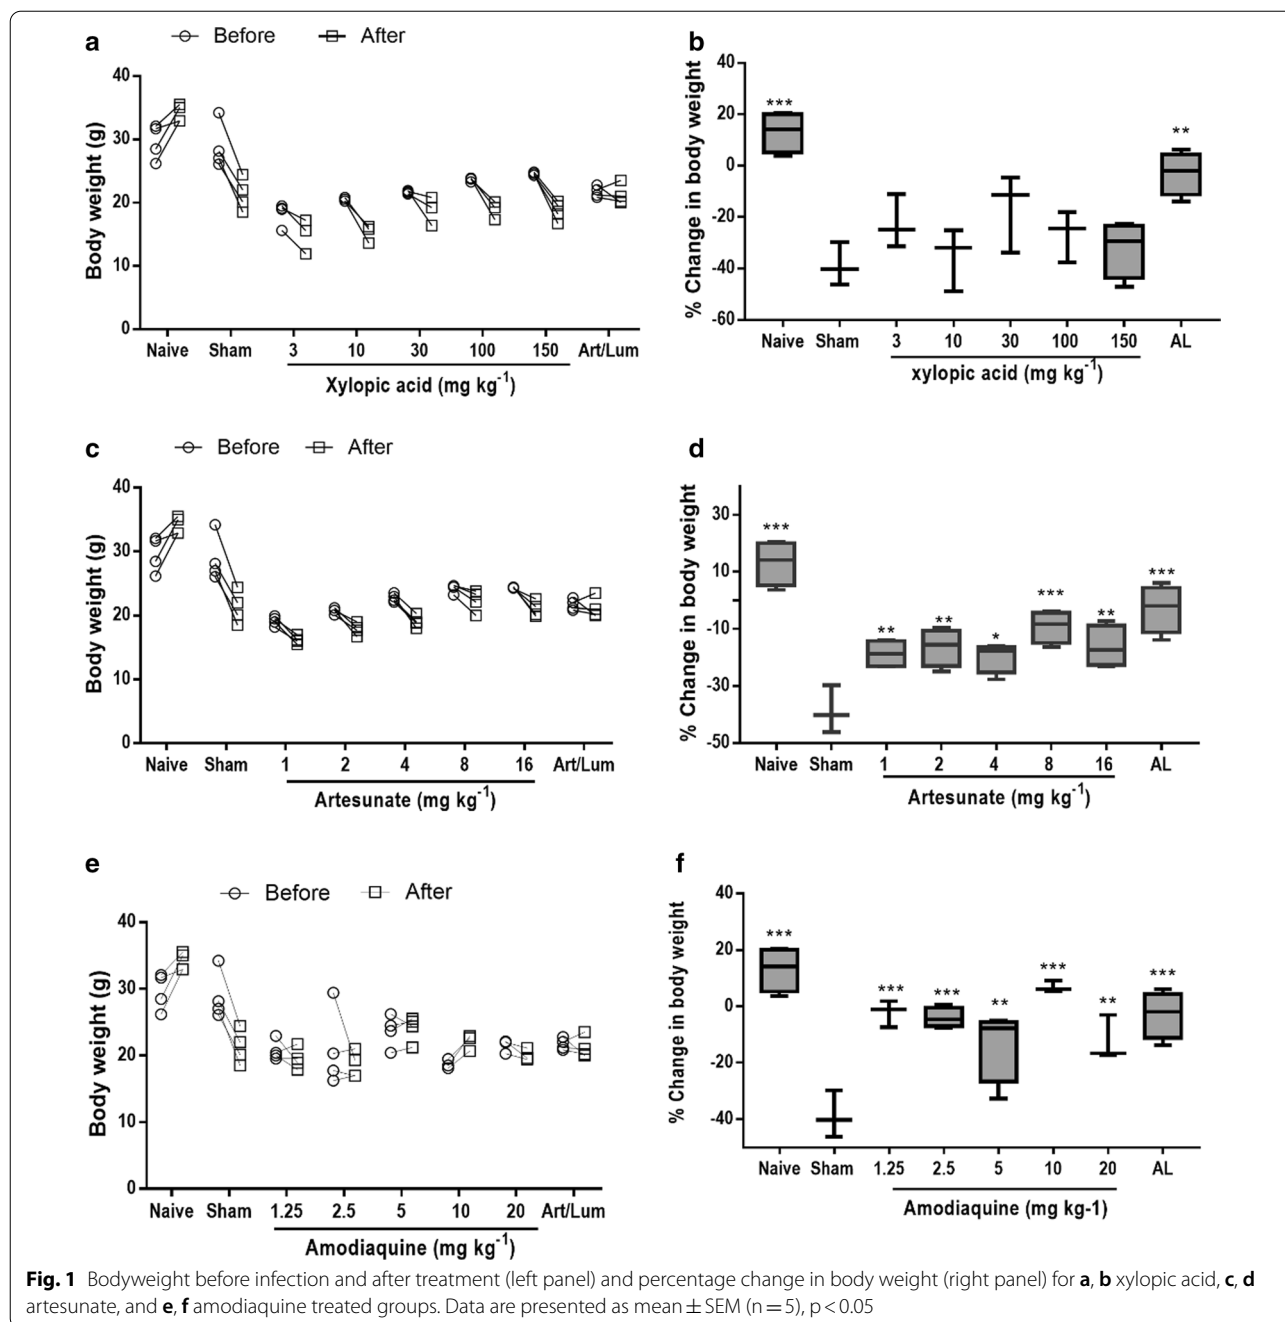 a
Before After
Body weight (g)
40
30
20
10
0
Naive Sham 3 10 30 100 150 Art/Lum
Xylopic acid (mg kg-1)
b
% Change in body weight
40
20
0
-20
-40
-60
*** **
Naive Sham 3 10 30 100 150 AL
xylopic acid (mg kg-1)
c
Before After
Body weight (g)
40
30
20
10
0
Naive Sham 1 2 4 8 16 Art/Lum
Artesunate (mg kg-1)
d
% Change in body weight
30
10
-10
-30
-50
*** ** ** * *** ** ***
Naive Sham 1 2 4 8 16 AL
Artesunate (mg kg-1)
e
Before After
Body weight (g)
40
30
20
10
0
Naive Sham 1.25 2.5 5 10 20 Art/Lum
Amodiaquine (mg kg-1)
f
% Change in body weight
40
20
0
-20
-40
*** *** *** ** *** ** ***
Naive Sham 1.25 2.5 5 10 20 AL
Amodiaquine (mg kg-1)
Fig. 1 Bodyweight before infection and after treatment (left panel) and percentage change in body weight (right panel) for a, b xylopic acid, c, d
artesunate, and e, f amodiaquine treated groups. Data are presented as mean ± SEM (n = 5), p < 0.05